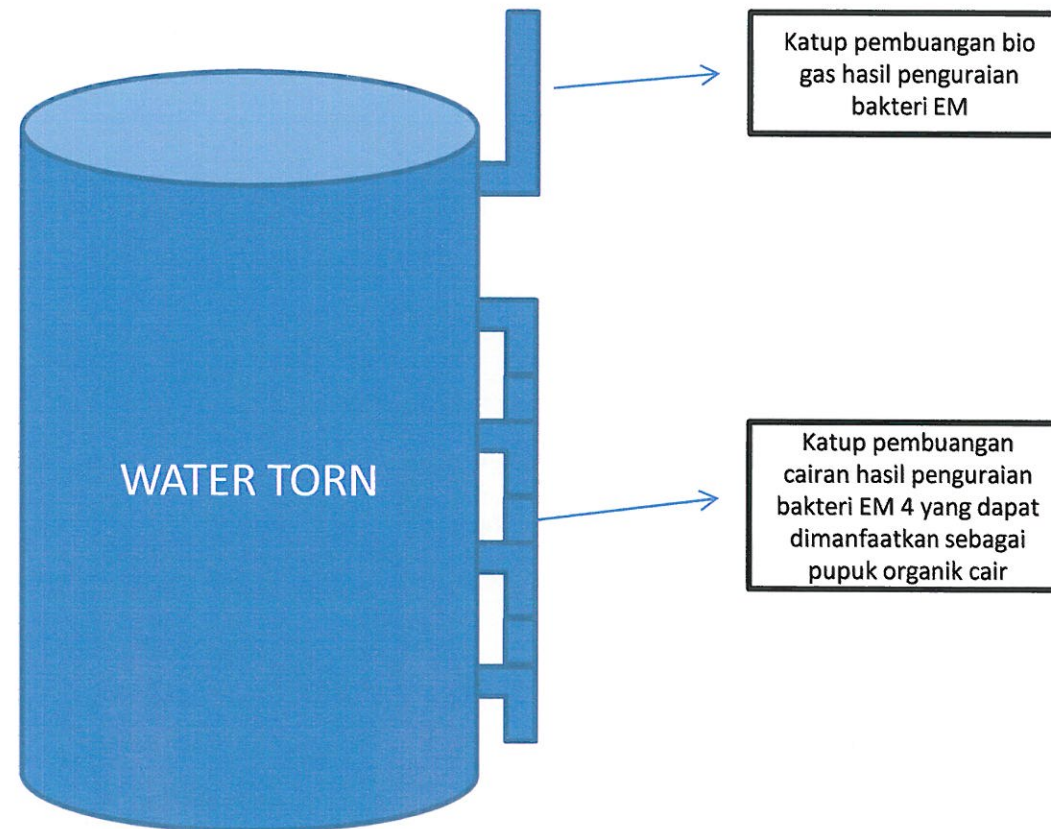 Katup pembuangan bio
gas hasil penguraian
bakteri EM
WATER TORN
Katup pembuangan
cairan hasil penguraian
bakteri EM 4 yang dapat
dimanfaatkan sebagai
pupuk organik cair